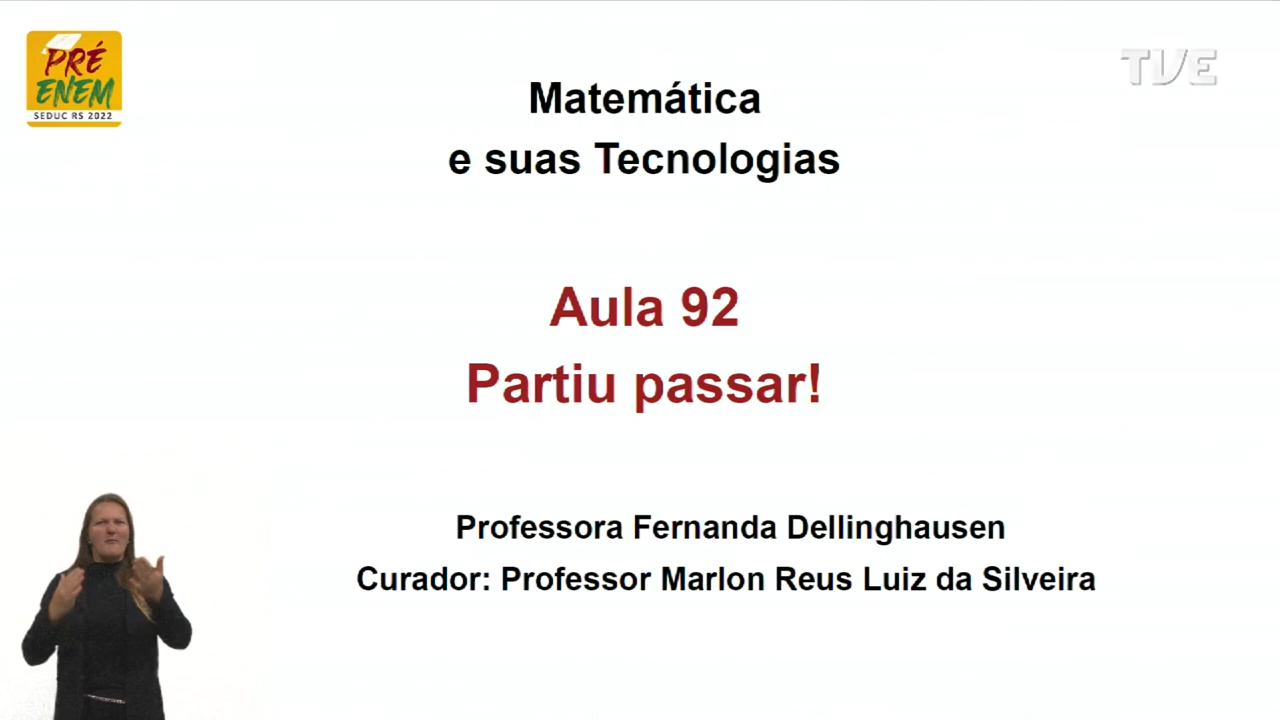 PRÉ
ENEM
SEDUC RS 2022
TVE
Matemática
e suas Tecnologias
Aula 92
Partiu passar!
Professora Fernanda Dellinghausen
Curador: Professor Marlon Reus Luiz da Silveira